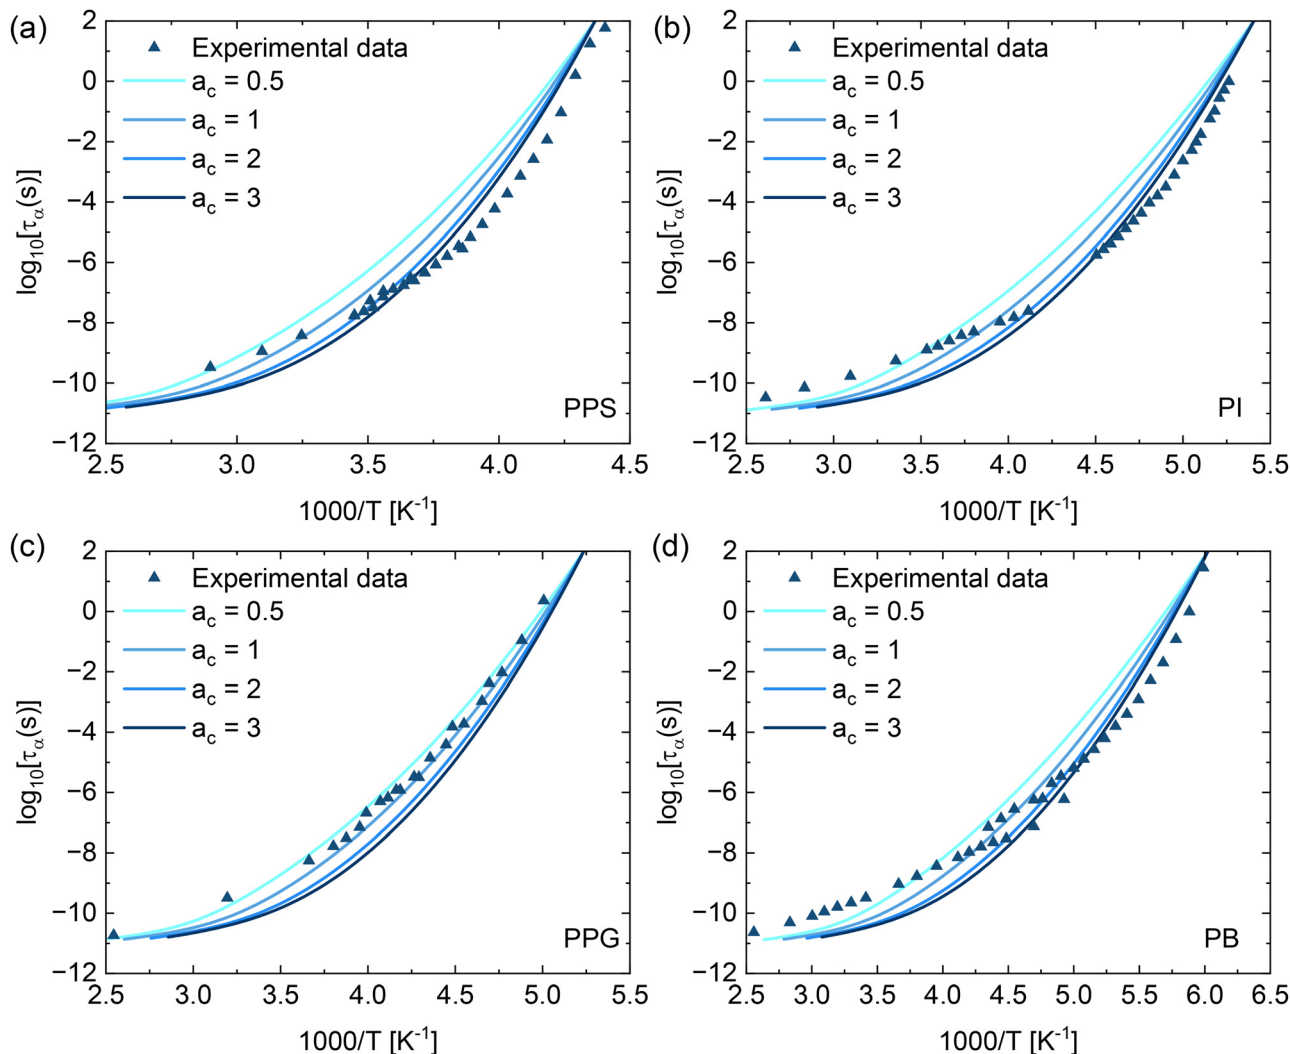 (a)
2
0
−2
−4
−6
−8
−10
−12
log₁₀[τα(s)]
Experimental data
a_c = 0.5
a_c = 1
a_c = 2
a_c = 3
PPS
2.5 3.0 3.5 4.0 4.5
1000/T [K⁻¹]
(b)
2
0
−2
−4
−6
−8
−10
−12
log₁₀[τα(s)]
Experimental data
a_c = 0.5
a_c = 1
a_c = 2
a_c = 3
PI
2.5 3.0 3.5 4.0 4.5 5.0 5.5
1000/T [K⁻¹]
(c)
2
0
−2
−4
−6
−8
−10
−12
log₁₀[τα(s)]
Experimental data
a_c = 0.5
a_c = 1
a_c = 2
a_c = 3
PPG
2.5 3.0 3.5 4.0 4.5 5.0 5.5
1000/T [K⁻¹]
(d)
2
0
−2
−4
−6
−8
−10
−12
log₁₀[τα(s)]
Experimental data
a_c = 0.5
a_c = 1
a_c = 2
a_c = 3
PB
2.5 3.0 3.5 4.0 4.5 5.0 5.5 6.0 6.5
1000/T [K⁻¹]